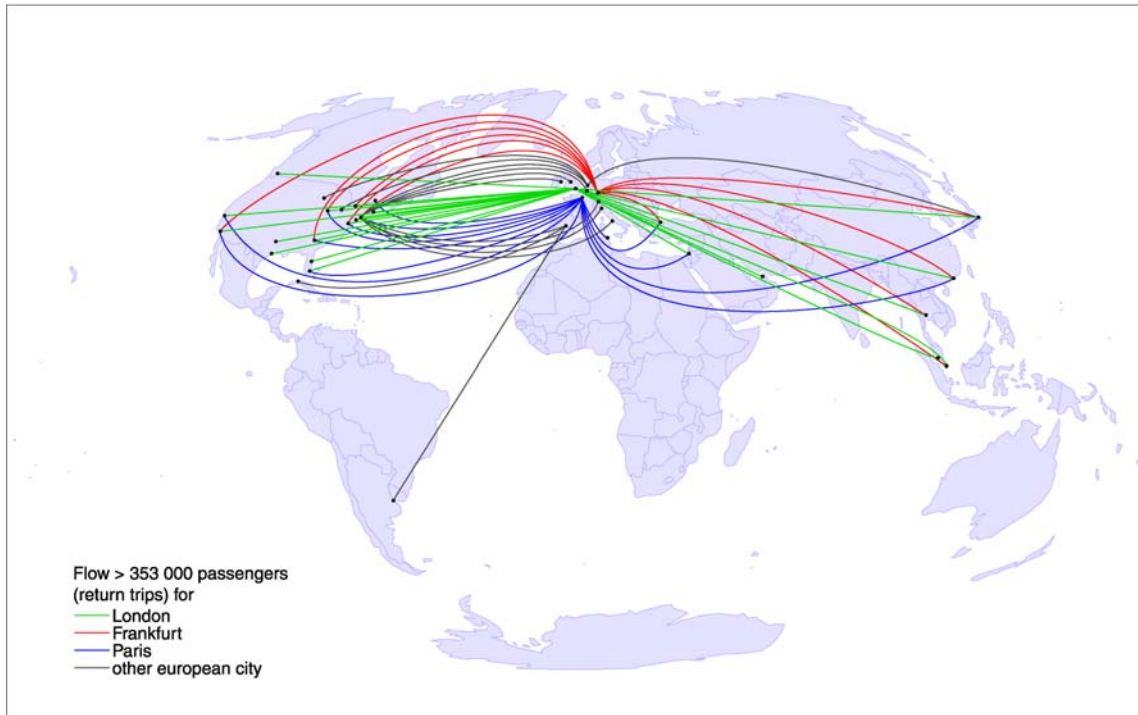 Flow > 353 000 passengers
(return trips) for
London
Frankfurt
Paris
other european city